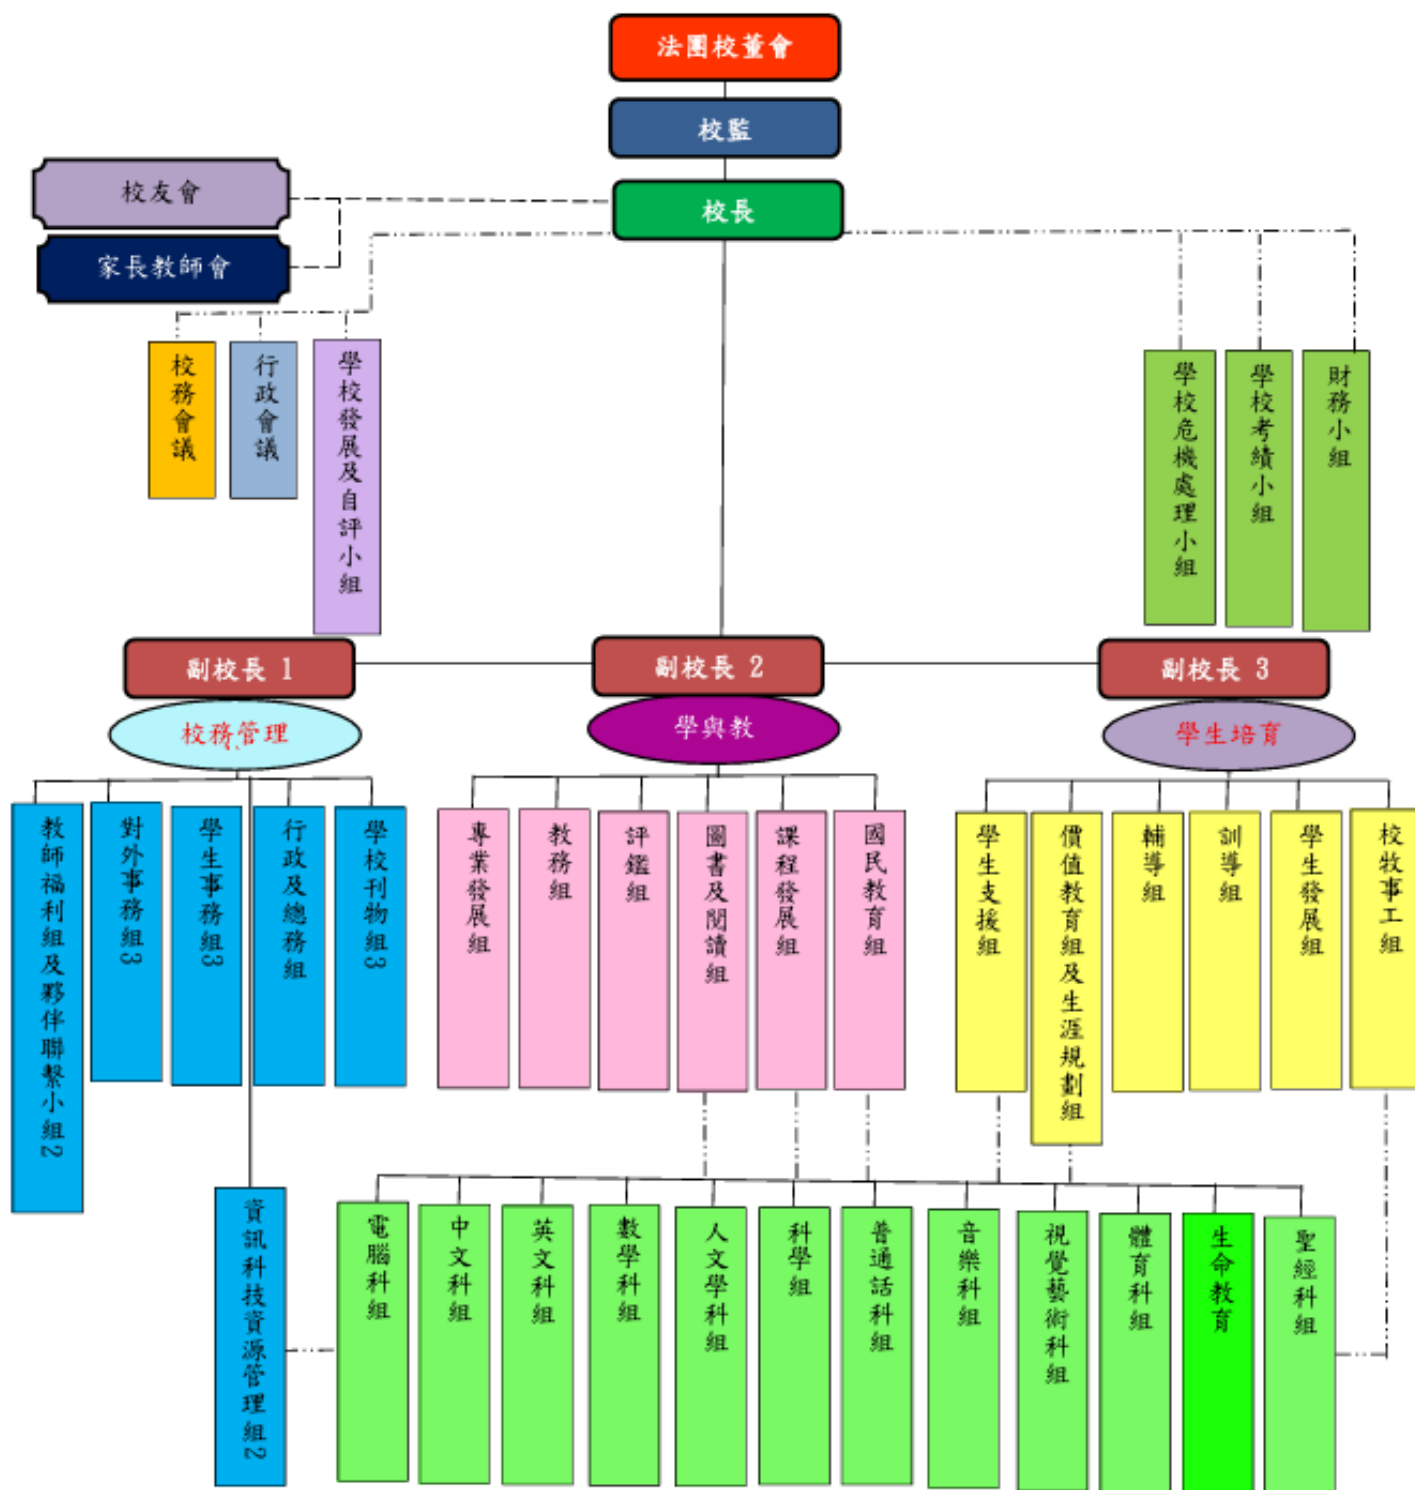 法團校董會
校監
校友會
校長
家長教師會
校務會議
行政會議
學校發展及自評小組
學校危機處理小組
學校考績小組
財務小組
副校長 1
副校長 2
副校長 3
校務管理
學與教
學生培育
教師福利組及夥伴聯繫小組2
對外事務組3
學生事務組3
行政及總務組
學校刊物組3
專業發展組
教務組
評鑑組
圖書及閱讀組
課程發展組
國民教育組
學生支援組
價值教育組及生涯規劃組
輔導組
訓導組
學生發展組
校牧事工組
資訊科技資源管理組2
電腦科組
中文科組
英文科組
數學科組
人文學科組
科學組
普通話科組
音樂科組
視覺藝術科組
體育科組
生命教育
聖經科組